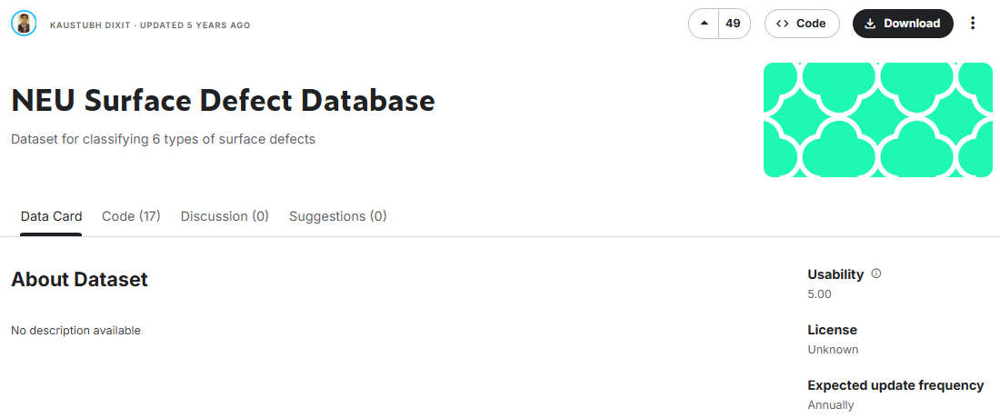 KAUSTUBH DIXIT · UPDATED 5 YEARS AGO
49
Code
Download
NEU Surface Defect Database
Dataset for classifying 6 types of surface defects
Data Card
Code (17)
Discussion (0)
Suggestions (0)
About Dataset
No description available
Usability
5.00
License
Unknown
Expected update frequency
Annually